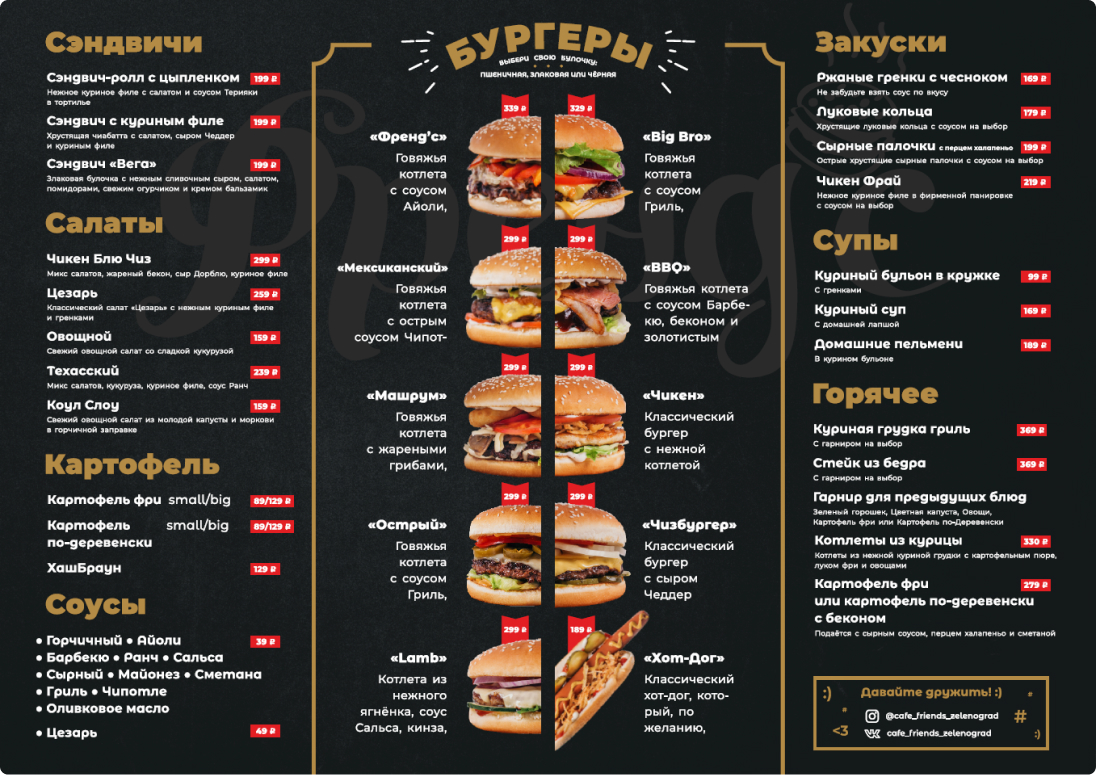 Сэндвичи
Сэндвич-ролл с цыпленком 199 ₽
Нежное куриное филе с салатом и соусом Терияки
в тортилье
Сэндвич с куриным филе 199 ₽
Хрустящая чиабатта с салатом, сыром Чеддер
и куриным филе
Сэндвич «Вега» 199 ₽
Злаковая булочка с нежным сливочным сыром, салатом,
помидорами, свежим огурчиком и кремом бальзамик
Салаты
Чикен Блю Чиз 299 ₽
Микс салатов, жареный бекон, сыр Дорблю, куриное филе
Цезарь 259 ₽
Классический салат «Цезарь» с нежным куриным филе
и гренками
Овощной 159 ₽
Свежий овощной салат со сладкой кукурузой
Техасский 239 ₽
Микс салатов, кукуруза, куриное филе, соус Ранч
Коул Слоу 159 ₽
Свежий овощной салат из молодой капусты и моркови
в горчичной заправке
Картофель
Картофель фри small/big 89/129 ₽
Картофель small/big 89/129 ₽
по-деревенски
ХашБраун 129 ₽
Соусы
• Горчичный • Айоли 39 ₽
• Барбекю • Ранч • Сальса
• Сырный • Майонез • Сметана
• Гриль • Чипотле
• Оливковое масло
• Цезарь 49 ₽
БУРГЕРЫ
ВЫБЕРИ СВОЮ БУЛОЧКУ:
ПШЕНИЧНАЯ, ЗЛАКОВАЯ ИЛИ ЧЁРНАЯ
339 ₽
«Френд’s»
Говяжья
котлета
с соусом
Айоли,
329 ₽
«Big Bro»
Говяжья
котлета
с соусом
Гриль,
299 ₽
«Мексиканский»
Говяжья
котлета
с острым
соусом Чипот-
299 ₽
«BBQ»
Говяжья котлета
с соусом Барбе-
кю, беконом и
золотистым
299 ₽
«Машрум»
Говяжья
котлета
с жареными
грибами,
299 ₽
«Чикен»
Классический
бургер
с нежной
котлетой
299 ₽
«Острый»
Говяжья
котлета
с соусом
Гриль,
299 ₽
«Чизбургер»
Классический
бургер
с сыром
Чеддер
299 ₽
«Lamb»
Котлета из
нежного
ягнёнка, соус
Сальса, кинза,
189 ₽
«Хот-Дог»
Классический
хот-дог, кото-
рый, по
желанию,
Закуски
Ржаные гренки с чесноком 169 ₽
Не забудьте взять соус по вкусу
Луковые кольца 179 ₽
Хрустящие луковые кольца с соусом на выбор
Сырные палочки с перцем халапеньо 199 ₽
Острые хрустящие сырные палочки с соусом на выбор
Чикен Фрай 219 ₽
Нежное куриное филе в фирменной панировке
с соусом на выбор
Супы
Куриный бульон в кружке 99 ₽
С гренками
Куриный суп 169 ₽
С домашней лапшой
Домашние пельмени 189 ₽
В курином бульоне
Горячее
Куриная грудка гриль 369 ₽
С гарниром на выбор
Стейк из бедра 369 ₽
С гарниром на выбор
Гарнир для предыдущих блюд
Зеленый горошек, Цветная капуста, Овощи,
Картофель фри или Картофель по-Деревенски
Котлеты из курицы 330 ₽
Котлеты из нежной куриной грудки с картофельным пюре,
луком фри и овощами
Картофель фри 279 ₽
или картофель по-деревенски
с беконом
Подаётся с сырным соусом, перцем халапеньо и сметаной
:) Давайте дружить! :) #
# @cafe_friends_zelenograd #
<3 cafe_friends_zelenograd :)